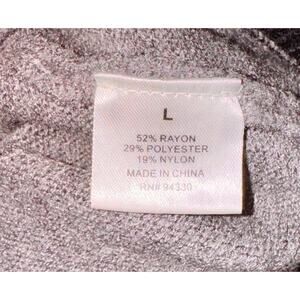 L
52% RAYON
29% POLYESTER
19% NYLON
MADE IN CHINA
RN# 94330